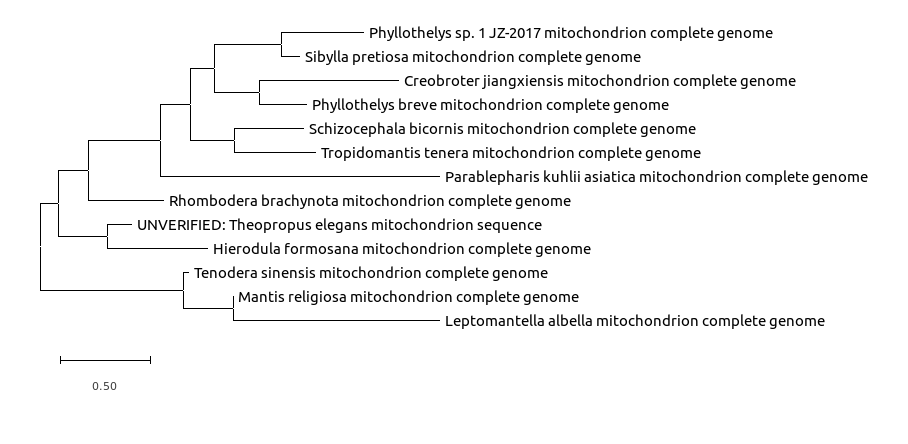 Phyllothelys sp. 1 JZ-2017 mitochondrion complete genome
Sibylla pretiosa mitochondrion complete genome
Creobroter jiangxiensis mitochondrion complete genome
Phyllothelys breve mitochondrion complete genome
Schizocephala bicornis mitochondrion complete genome
Tropidomantis tenera mitochondrion complete genome
Parablepharis kuhlii asiatica mitochondrion complete genome
Rhombodera brachynota mitochondrion complete genome
UNVERIFIED: Theopropus elegans mitochondrion sequence
Hierodula formosana mitochondrion complete genome
Tenodera sinensis mitochondrion complete genome
Mantis religiosa mitochondrion complete genome
Leptomantella albella mitochondrion complete genome
0.50